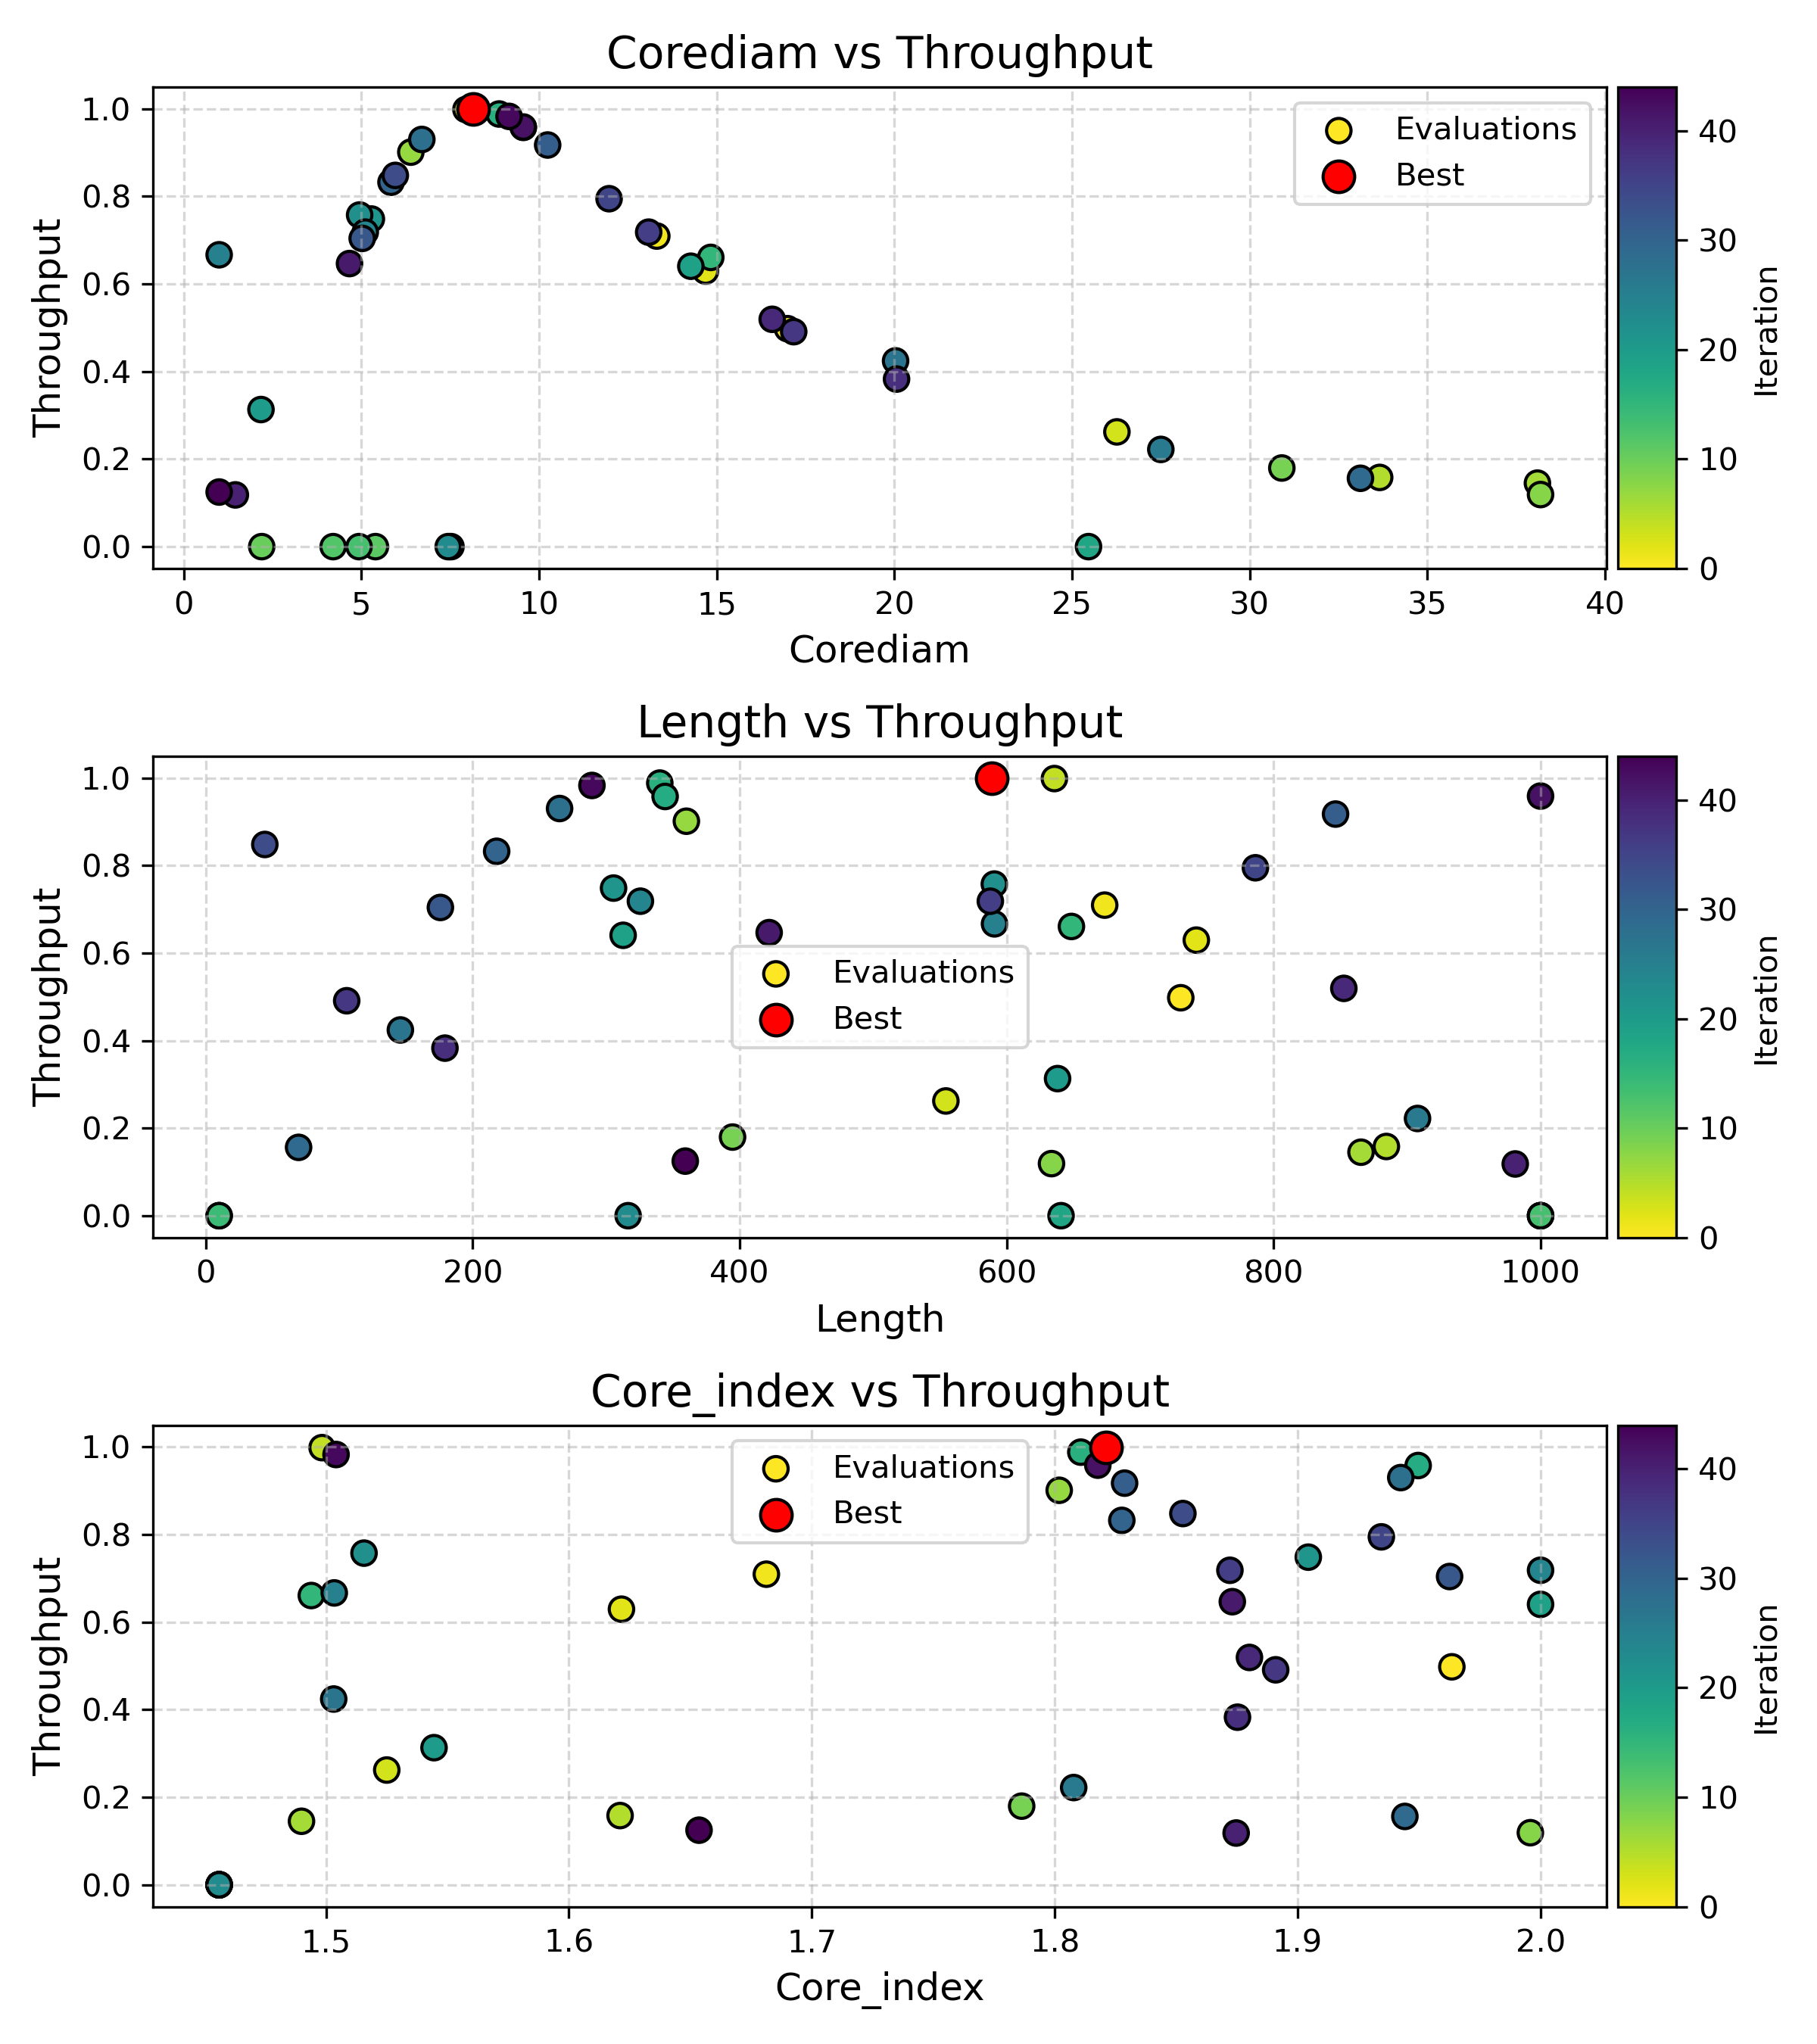 Corediam vs Throughput
1.0
0.8
0.6
0.4
0.2
0.0
Throughput
Evaluations
Best
0 5 10 15 20 25 30 35 40
Corediam
40
30
20
10
0
Iteration
Length vs Throughput
1.0
0.8
0.6
0.4
0.2
0.0
Throughput
Evaluations
Best
0 200 400 600 800 1000
Length
40
30
20
10
0
Iteration
Core_index vs Throughput
1.0
0.8
0.6
0.4
0.2
0.0
Throughput
Evaluations
Best
1.5 1.6 1.7 1.8 1.9 2.0
Core_index
40
30
20
10
0
Iteration